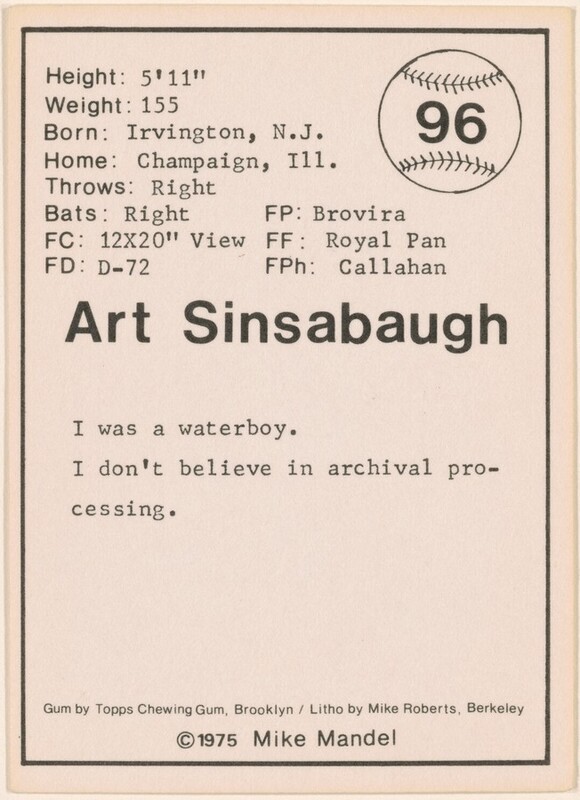 Height: 5'11"
96
Weight: 155
Born: Irvington, N.J.
Home: Champaign, Ill.
Throws: Right
Bats: Right FP: Brovira
FC: 12X20" View FF: Royal Pan
FD: D-72 FPh: Callahan
Art Sinsabaugh
I was a waterboy.
I don't believe in archival pro-
cessing.
Gum by Topps Chewing Gum, Brooklyn / Litho by Mike Roberts, Berkeley
©1975 Mike Mandel